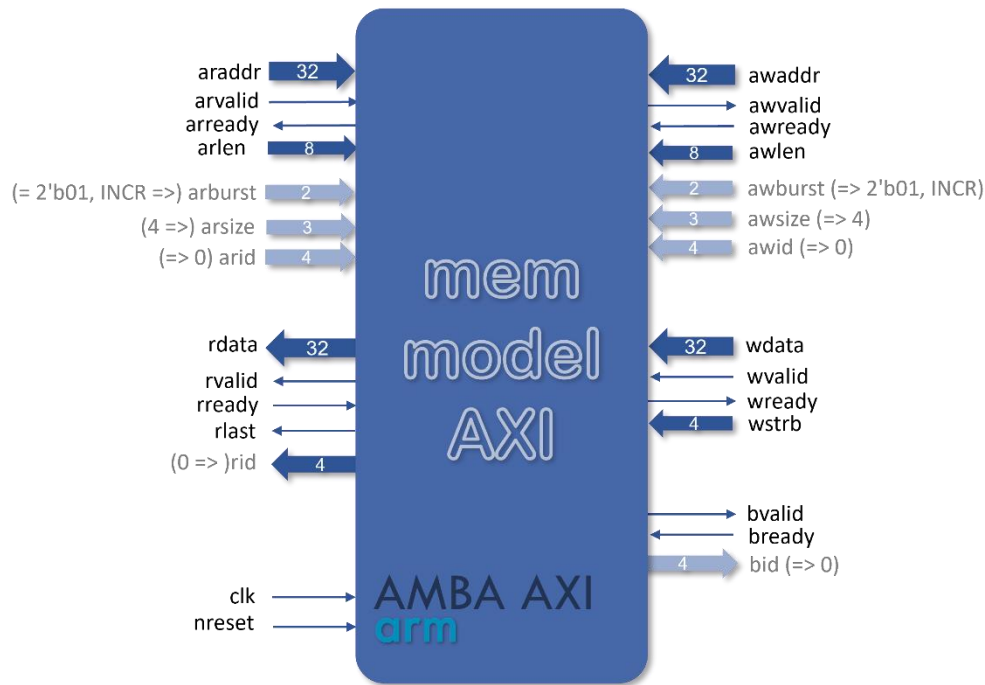 araddr 32
arvalid
arready
arlen 8
(= 2'b01, INCR =>) arburst 2
(4 =>) arsize 3
(=> 0) arid 4
rdata 32
rvalid
rready
rlast
(0 => )rid 4
clk
nreset
mem
model
AXI
AMBA AXI
arm
32 awaddr
awvalid
awready
8 awlen
2 awburst (=> 2'b01, INCR)
3 awsize (=> 4)
4 awid (=> 0)
32 wdata
wvalid
wready
4 wstrb
bvalid
bready
4 bid (=> 0)